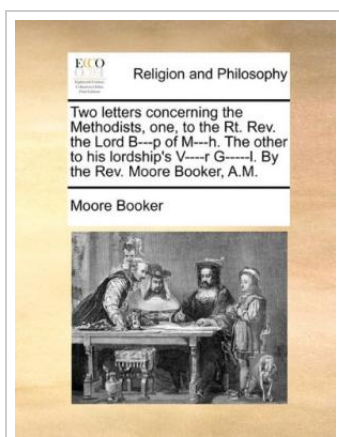 ECCO
Religion and Philosophy
Two letters concerning the
Methodists, one, to the Rt. Rev.
the Lord B---p of M---h. The other
to his lordship's V----r G-----l. By
the Rev. Moore Booker, A.M.
Moore Booker